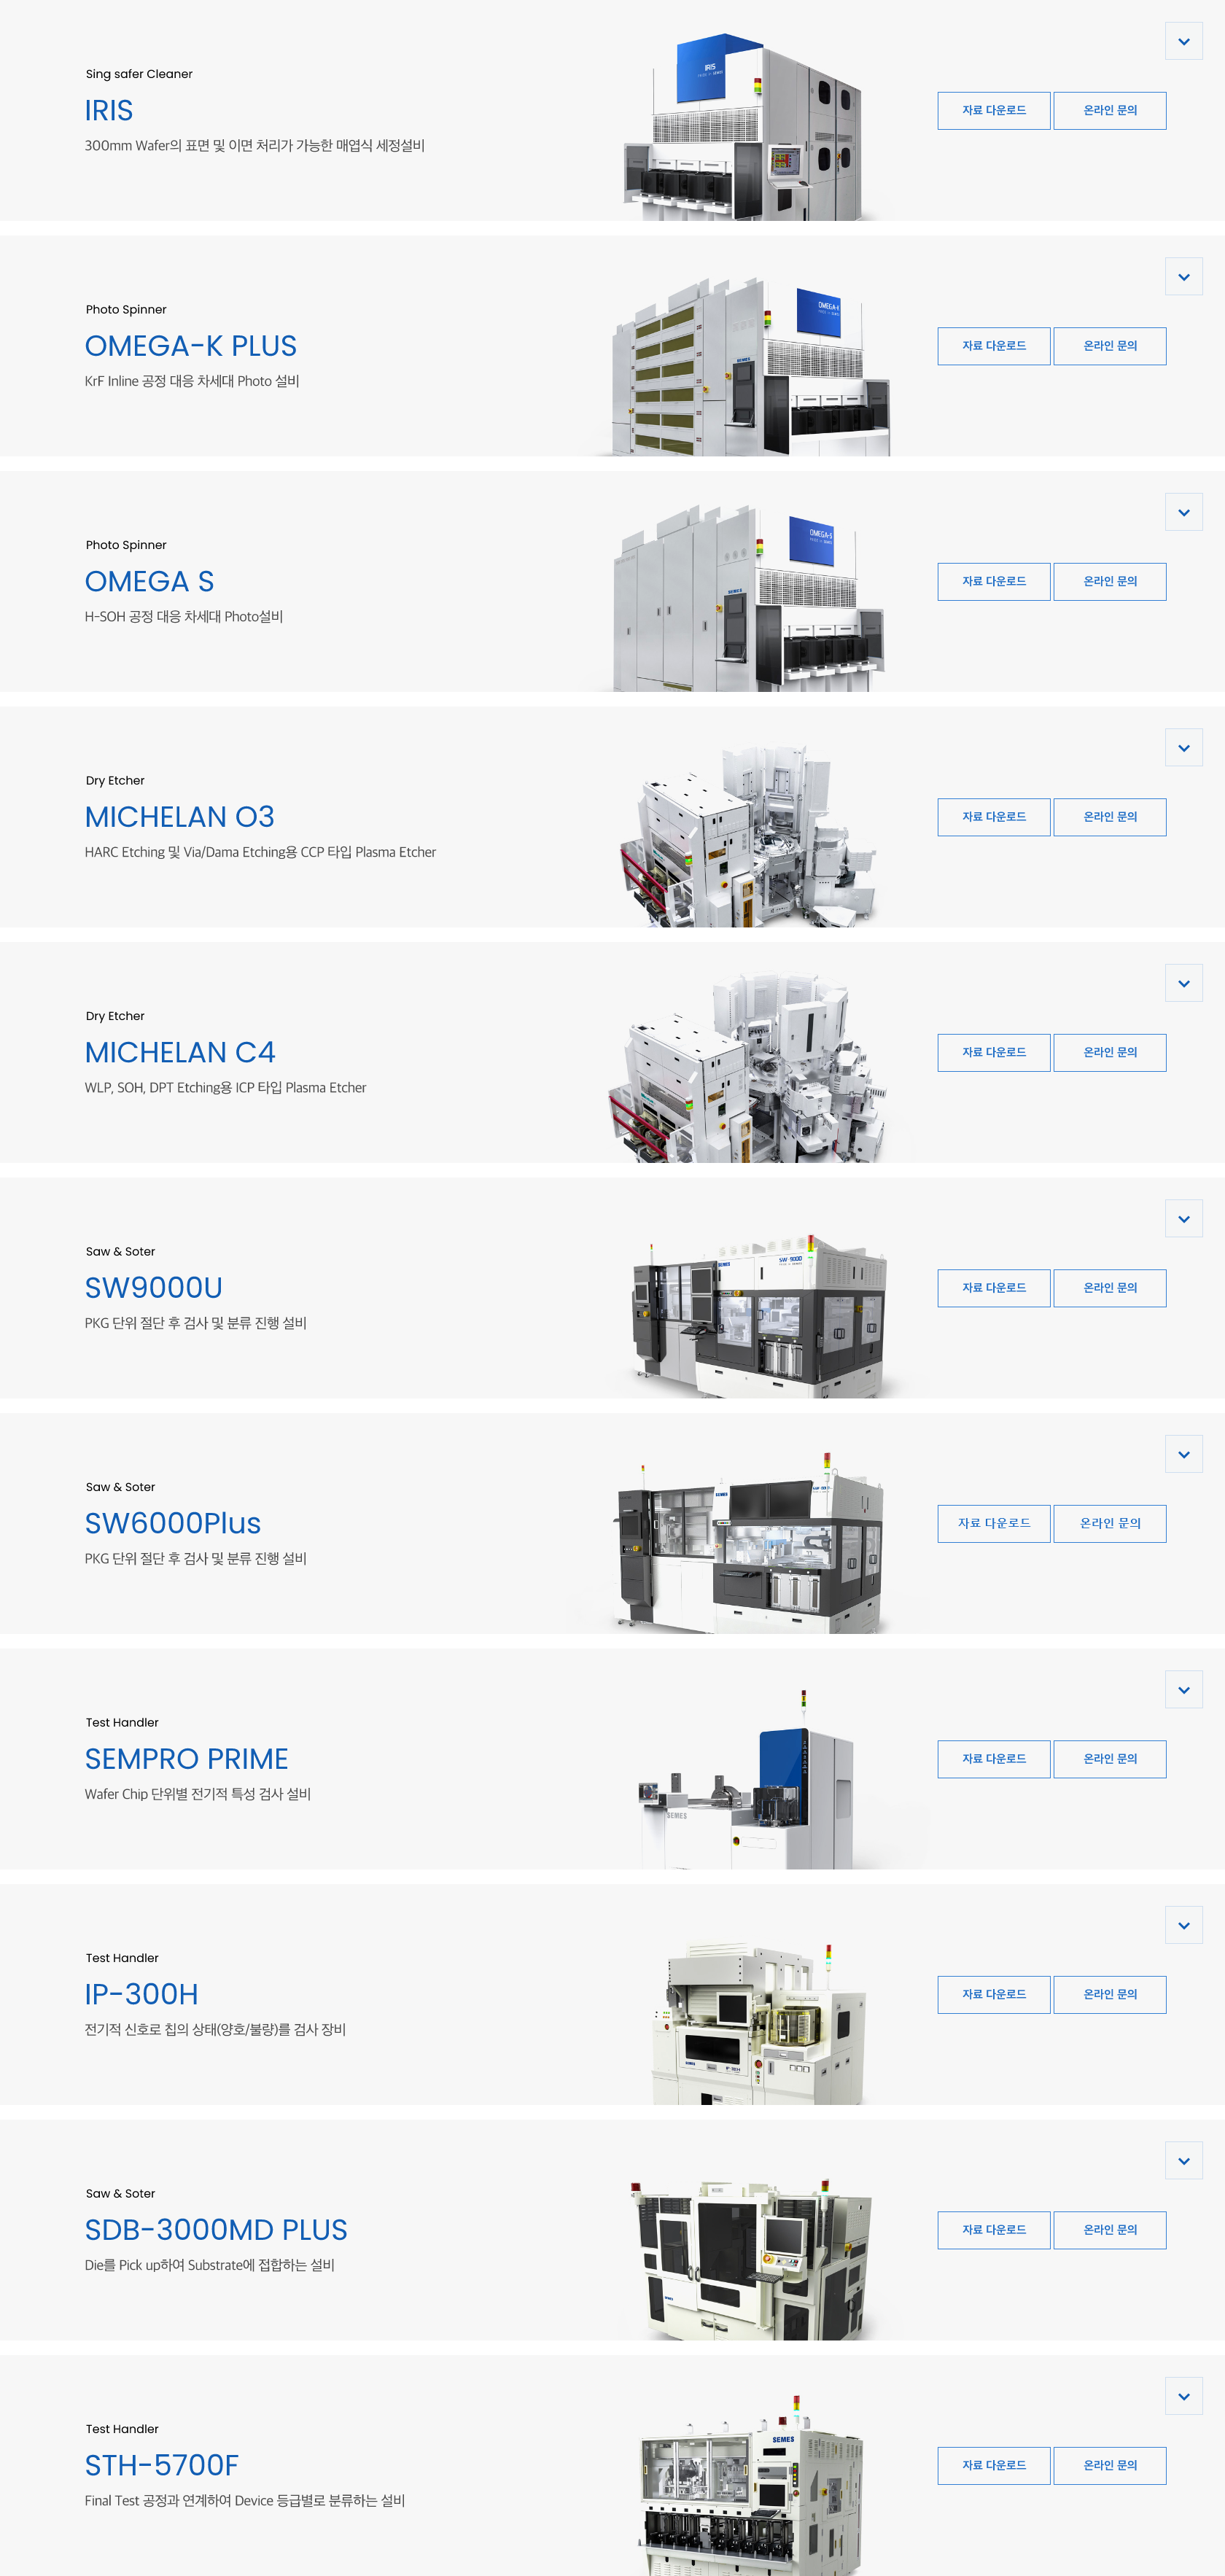 Sing safer Cleaner
IRIS
300mm Wafer의 표면 및 이면 처리가 가능한 매엽식 세정설비
IRIS
자료 다운로드
온라인 문의
Photo Spinner
OMEGA-K PLUS
KrF Inline 공정 대응 차세대 Photo 설비
OMEGA-K
SEMES
자료 다운로드
온라인 문의
Photo Spinner
OMEGA S
H-SOH 공정 대응 차세대 Photo설비
OMEGA-S
SEMES
자료 다운로드
온라인 문의
Dry Etcher
MICHELAN O3
HARC Etching 및 Via/Dama Etching용 CCP 타입 Plasma Etcher
자료 다운로드
온라인 문의
Dry Etcher
MICHELAN C4
WLP, SOH, DPT Etching용 ICP 타입 Plasma Etcher
자료 다운로드
온라인 문의
Saw & Soter
SW9000U
PKG 단위 절단 후 검사 및 분류 진행 설비
SEMES
SW-9000
자료 다운로드
온라인 문의
Saw & Soter
SW6000Plus
PKG 단위 절단 후 검사 및 분류 진행 설비
SEMES
자료 다운로드
온라인 문의
Test Handler
SEMPRO PRIME
Wafer Chip 단위별 전기적 특성 검사 설비
SEMES
자료 다운로드
온라인 문의
Test Handler
IP-300H
전기적 신호로 칩의 상태(양호/불량)를 검사 장비
SEMES
자료 다운로드
온라인 문의
Saw & Soter
SDB-3000MD PLUS
Die를 Pick up하여 Substrate에 접합하는 설비
SEMES
자료 다운로드
온라인 문의
Test Handler
STH-5700F
Final Test 공정과 연계하여 Device 등급별로 분류하는 설비
SEMES
자료 다운로드
온라인 문의